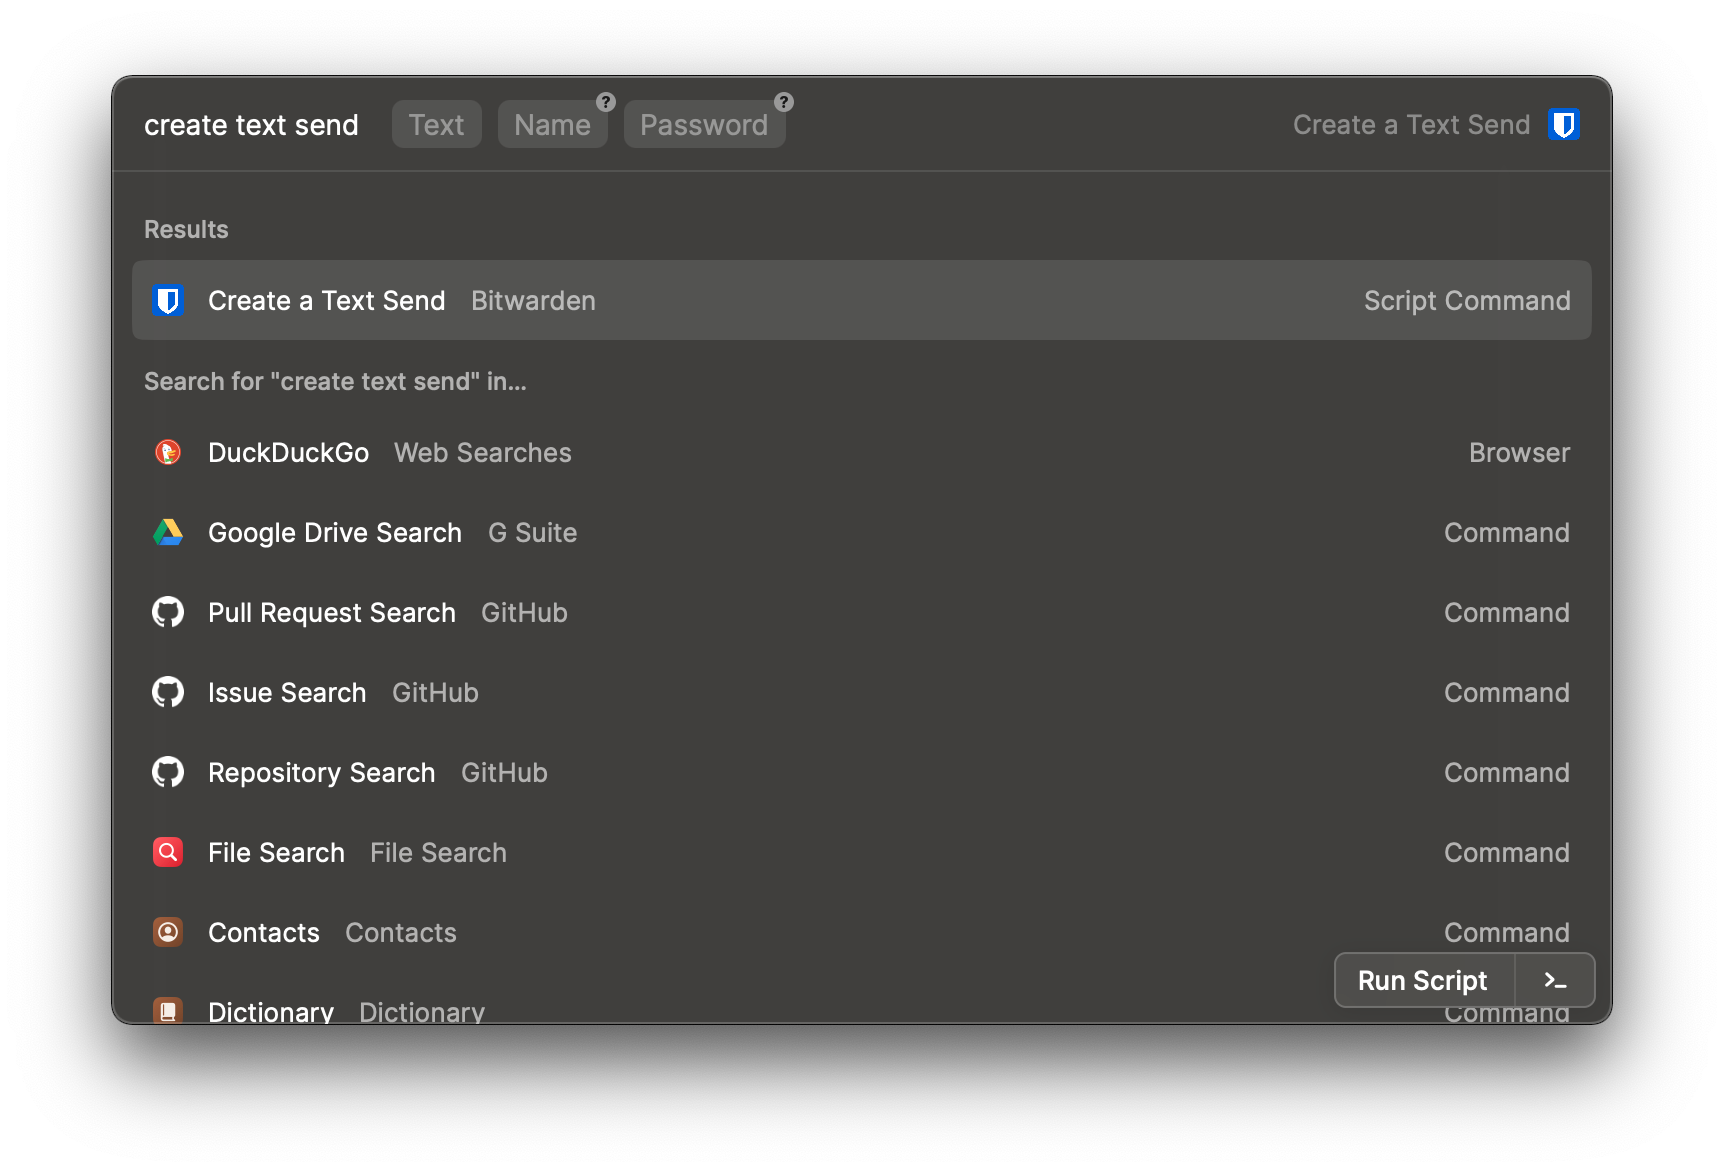 create text send Text Name ? Password ? Create a Text Send
Results
Create a Text Send Bitwarden Script Command
Search for "create text send" in...
DuckDuckGo Web Searches Browser
Google Drive Search G Suite Command
Pull Request Search GitHub Command
Issue Search GitHub Command
Repository Search GitHub Command
File Search File Search Command
Contacts Contacts Command
Run Script >_
Dictionary Dictionary Command